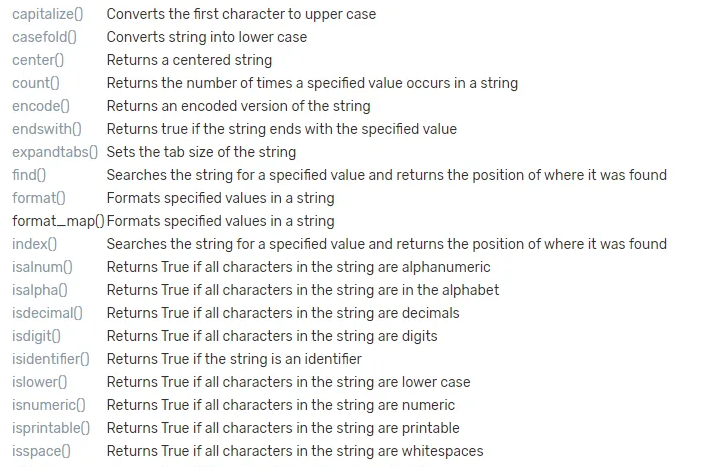 capitalize() Converts the first character to upper case
casefold() Converts string into lower case
center() Returns a centered string
count() Returns the number of times a specified value occurs in a string
encode() Returns an encoded version of the string
endswith() Returns true if the string ends with the specified value
expandtabs() Sets the tab size of the string
find() Searches the string for a specified value and returns the position of where it was found
format() Formats specified values in a string
format_map() Formats specified values in a string
index() Searches the string for a specified value and returns the position of where it was found
isalnum() Returns True if all characters in the string are alphanumeric
isalpha() Returns True if all characters in the string are in the alphabet
isdecimal() Returns True if all characters in the string are decimals
isdigit() Returns True if all characters in the string are digits
isidentifier() Returns True if the string is an identifier
islower() Returns True if all characters in the string are lower case
isnumeric() Returns True if all characters in the string are numeric
isprintable() Returns True if all characters in the string are printable
isspace() Returns True if all characters in the string are whitespaces